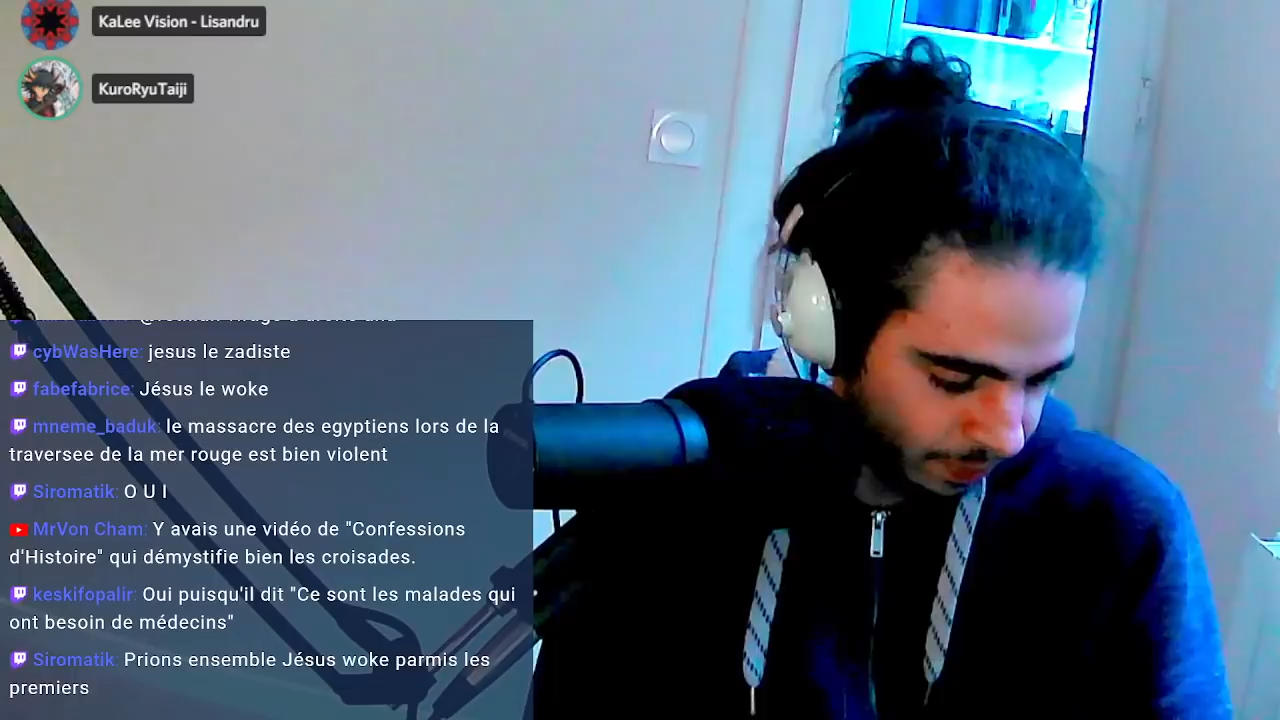 KaLee Vision - Lisandru
KuroRyuTaiji
cybWasHere: jesus le zadiste
fabefabrice: Jésus le woke
mneme_baduk: le massacre des egyptiens lors de la
traversee de la mer rouge est bien violent
Siromatik: O U I
MrVon Cham: Y avais une vidéo de "Confessions
d'Histoire" qui démystifie bien les croisades.
keskifopalir: Oui puisqu'il dit "Ce sont les malades qui
ont besoin de médecins"
Siromatik: Prions ensemble Jésus woke parmis les
premiers